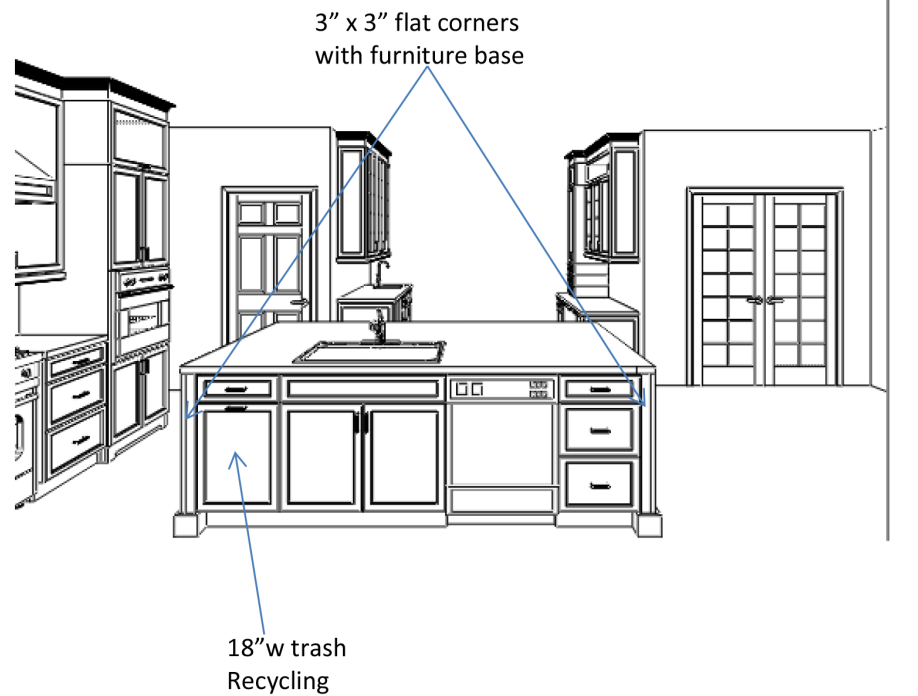 3” x 3” flat corners
with furniture base
18”w trash
Recycling